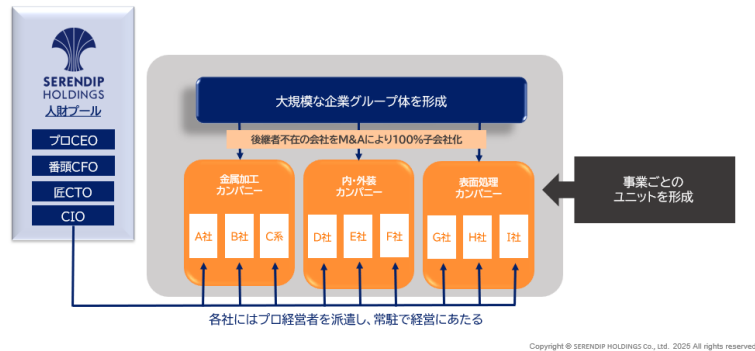 SERENDIP
HOLDINGS
人財プール
プロCEO
番頭CFO
匠CTO
CIO
大規模な企業グループ体を形成
後継者不在の会社をM&Aにより100%子会社化
金属加工
カンパニー
A社
B社
C系
内・外装
カンパニー
D社
E社
F社
表面処理
カンパニー
G社
H社
I社
事業ごとの
ユニットを形成
各社にはプロ経営者を派遣し、常駐で経営にあたる
Copyright © SERENDIP HOLDINGS Co., Ltd. 2025 All rights reserved